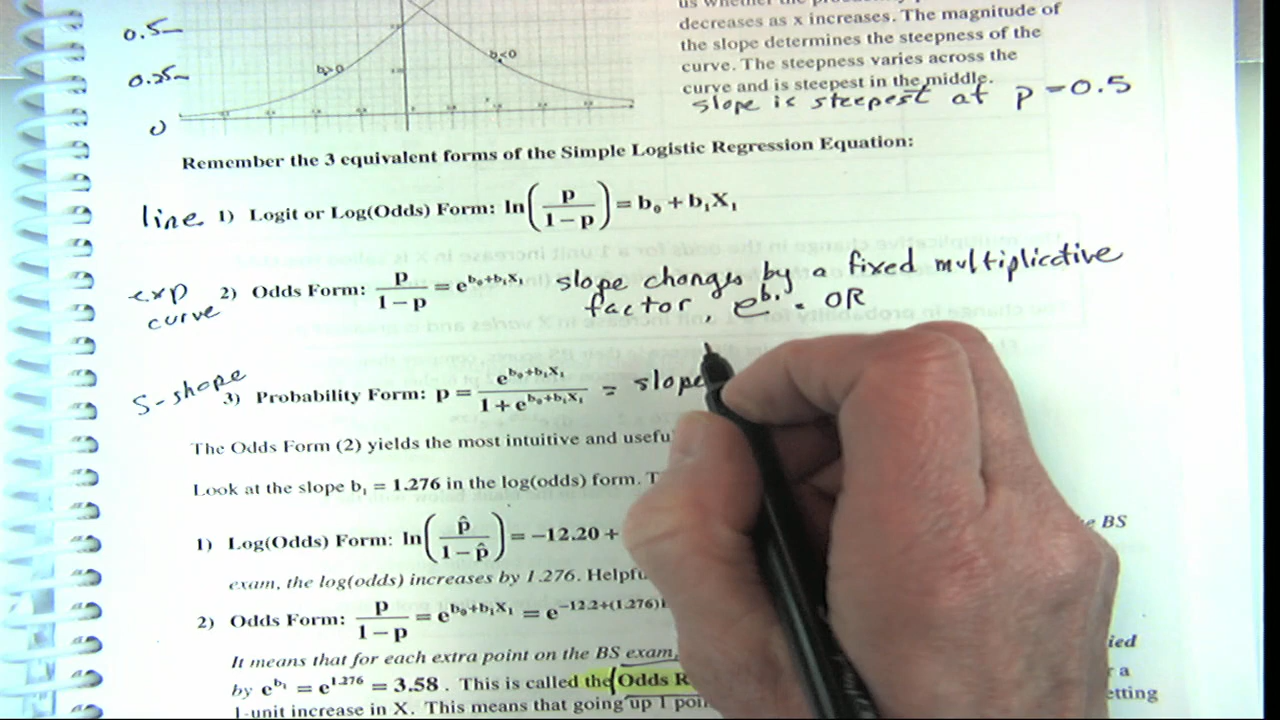 us whether the
decreases as x increases. The magnitude of
the slope determines the steepness of the
curve. The steepness varies across the
curve and is steepest in the middle.
slope is steepest at p = 0.5
0.5
0.25
0
b>0
b<0
Remember the 3 equivalent forms of the Simple Logistic Regression Equation:
line 1) Logit or Log(Odds) Form: ln(p/(1-p)) = b₀ + b₁X₁
exp curve 2) Odds Form: p/(1-p) = e^(b₀+b₁X₁) slope changes by a fixed multiplicative
factor, e^b₁ = OR
S-shape 3) Probability Form: p = e^(b₀+b₁X₁)/(1+e^(b₀+b₁X₁)) = slope
The Odds Form (2) yields the most intuitive and usefu
Look at the slope b₁ = 1.276 in the log(odds) form. T
1) Log(Odds) Form: ln(p̂/(1-p̂)) = -12.20 +
e BS
exam, the log(odds) increases by 1.276. Helpfu
2) Odds Form: p/(1-p) = e^(b₀+b₁X₁) = e^(-12.2+(1.276)
It means that for each extra point on the BS exam, ied
by e^b₁ = e^1.276 = 3.58 . This is called the Odds R r a
1-unit increase in X. This means that going up 1 poin etting